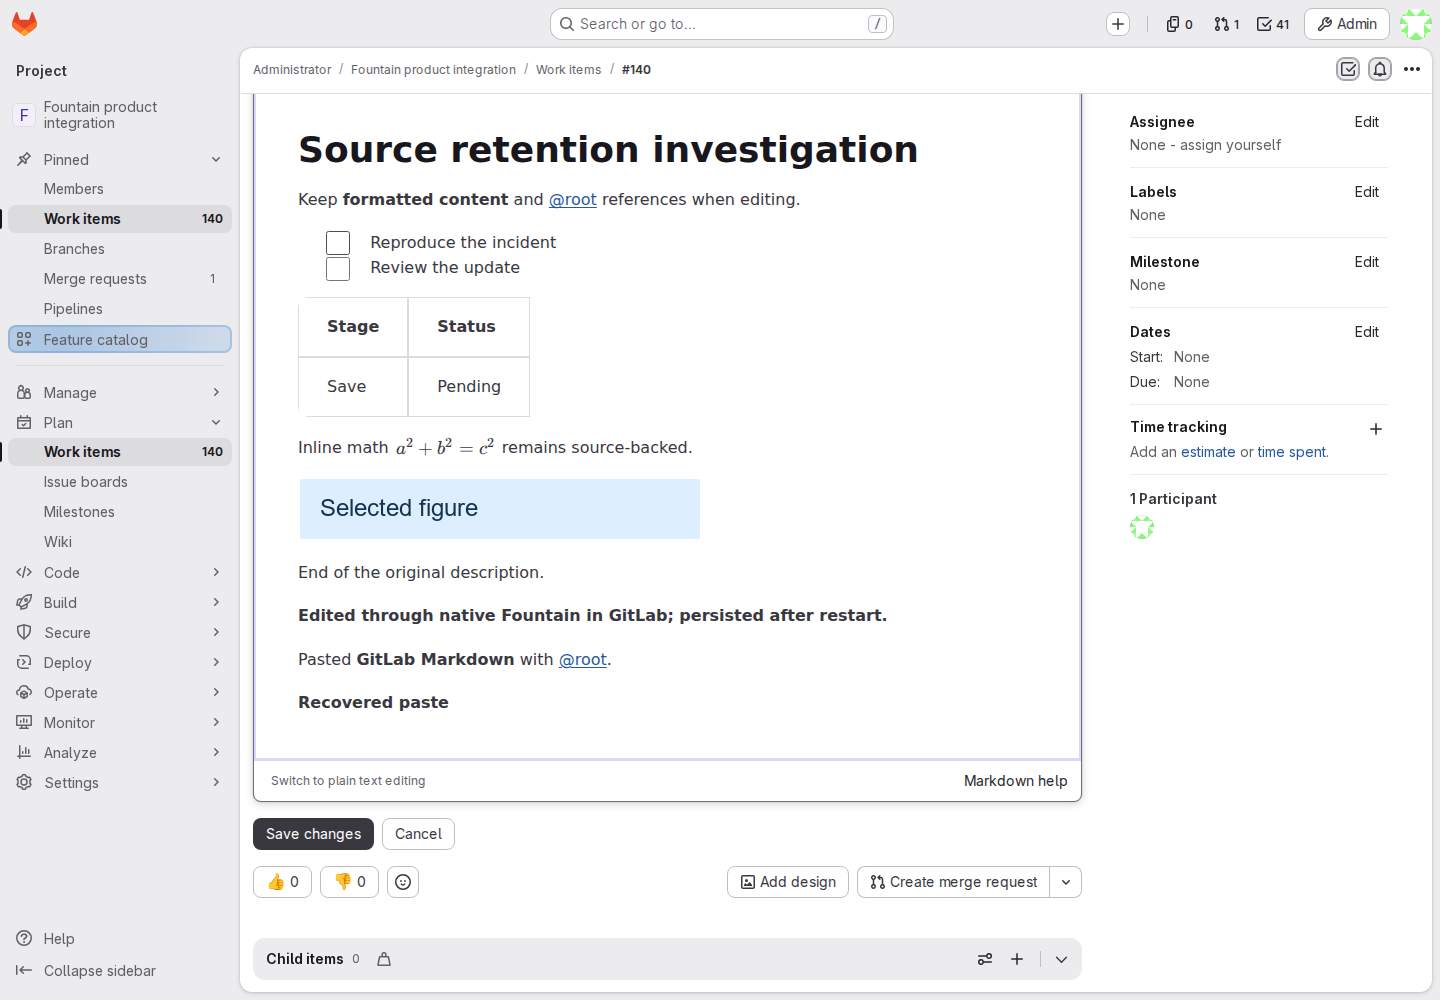 Search or go to...
/
0
1
41
Admin
Project
F
Fountain product integration
Pinned
Members
Work items 140
Branches
Merge requests 1
Pipelines
Feature catalog
Manage
Plan
Work items 140
Issue boards
Milestones
Wiki
Code
Build
Secure
Deploy
Operate
Monitor
Analyze
Settings
Help
Collapse sidebar
Administrator / Fountain product integration / Work items / #140
Source retention investigation
Keep formatted content and @root references when editing.
Reproduce the incident
Review the update
Stage Status
Save Pending
Inline math a² + b² = c² remains source-backed.
Selected figure
End of the original description.
Edited through native Fountain in GitLab; persisted after restart.
Pasted GitLab Markdown with @root.
Recovered paste
Switch to plain text editing
Markdown help
Save changes
Cancel
0
0
Add design
Create merge request
Child items 0
Assignee Edit
None - assign yourself
Labels Edit
None
Milestone Edit
None
Dates Edit
Start: None
Due: None
Time tracking
Add an estimate or time spent.
1 Participant